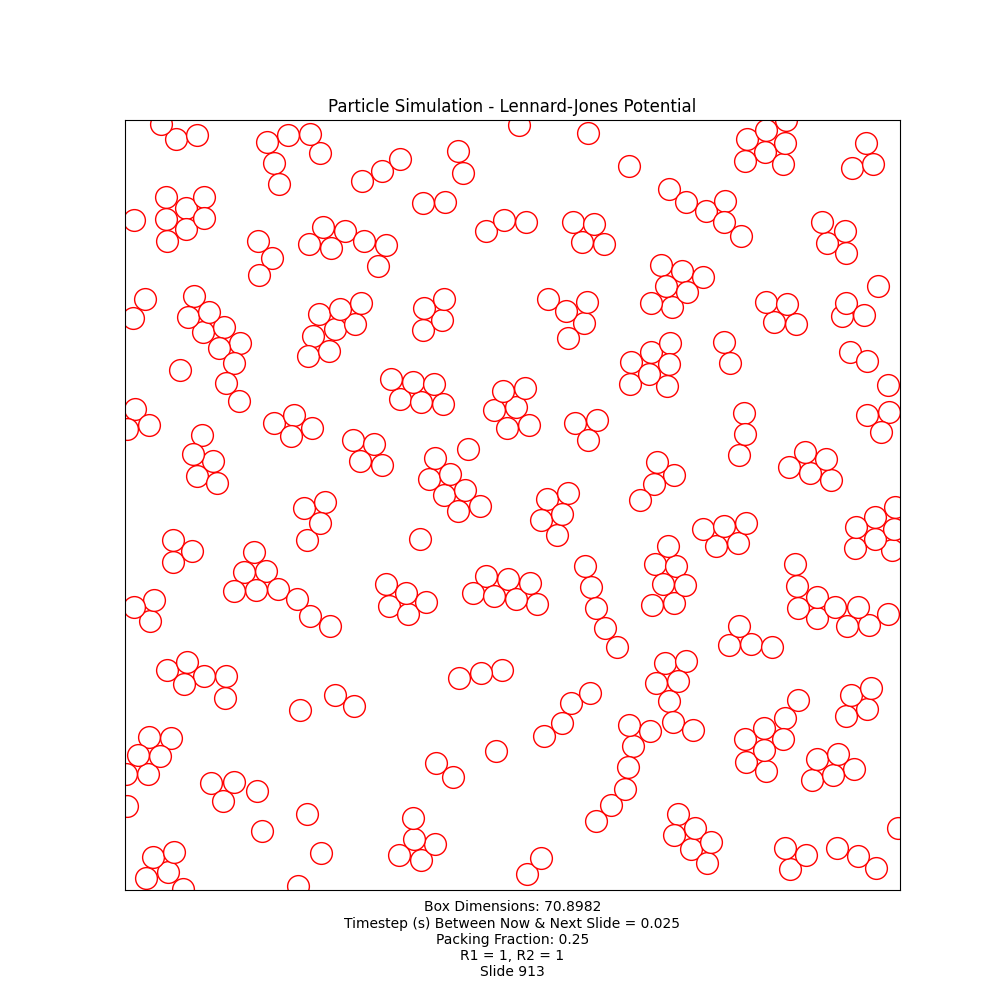 Particle Simulation - Lennard-Jones Potential
Box Dimensions: 70.8982
Timestep (s) Between Now & Next Slide = 0.025
Packing Fraction: 0.25
R1 = 1, R2 = 1
Slide 913